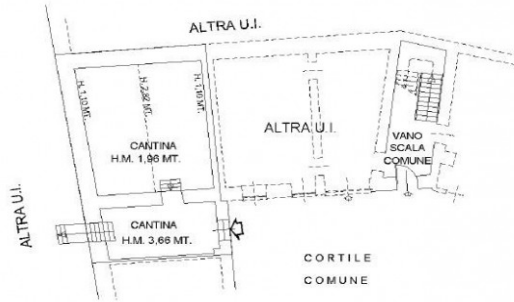 ALTRA U.I.
H. 1,10 MT.
H. 2,82 MT.
H. 1,10 MT.
CANTINA
H.M. 1,96 MT.
ALTRA U.I.
VANO
SCALA
COMUNE
ALTRA U.I.
CANTINA
H.M. 3,66 MT.
CORTILE
COMUNE